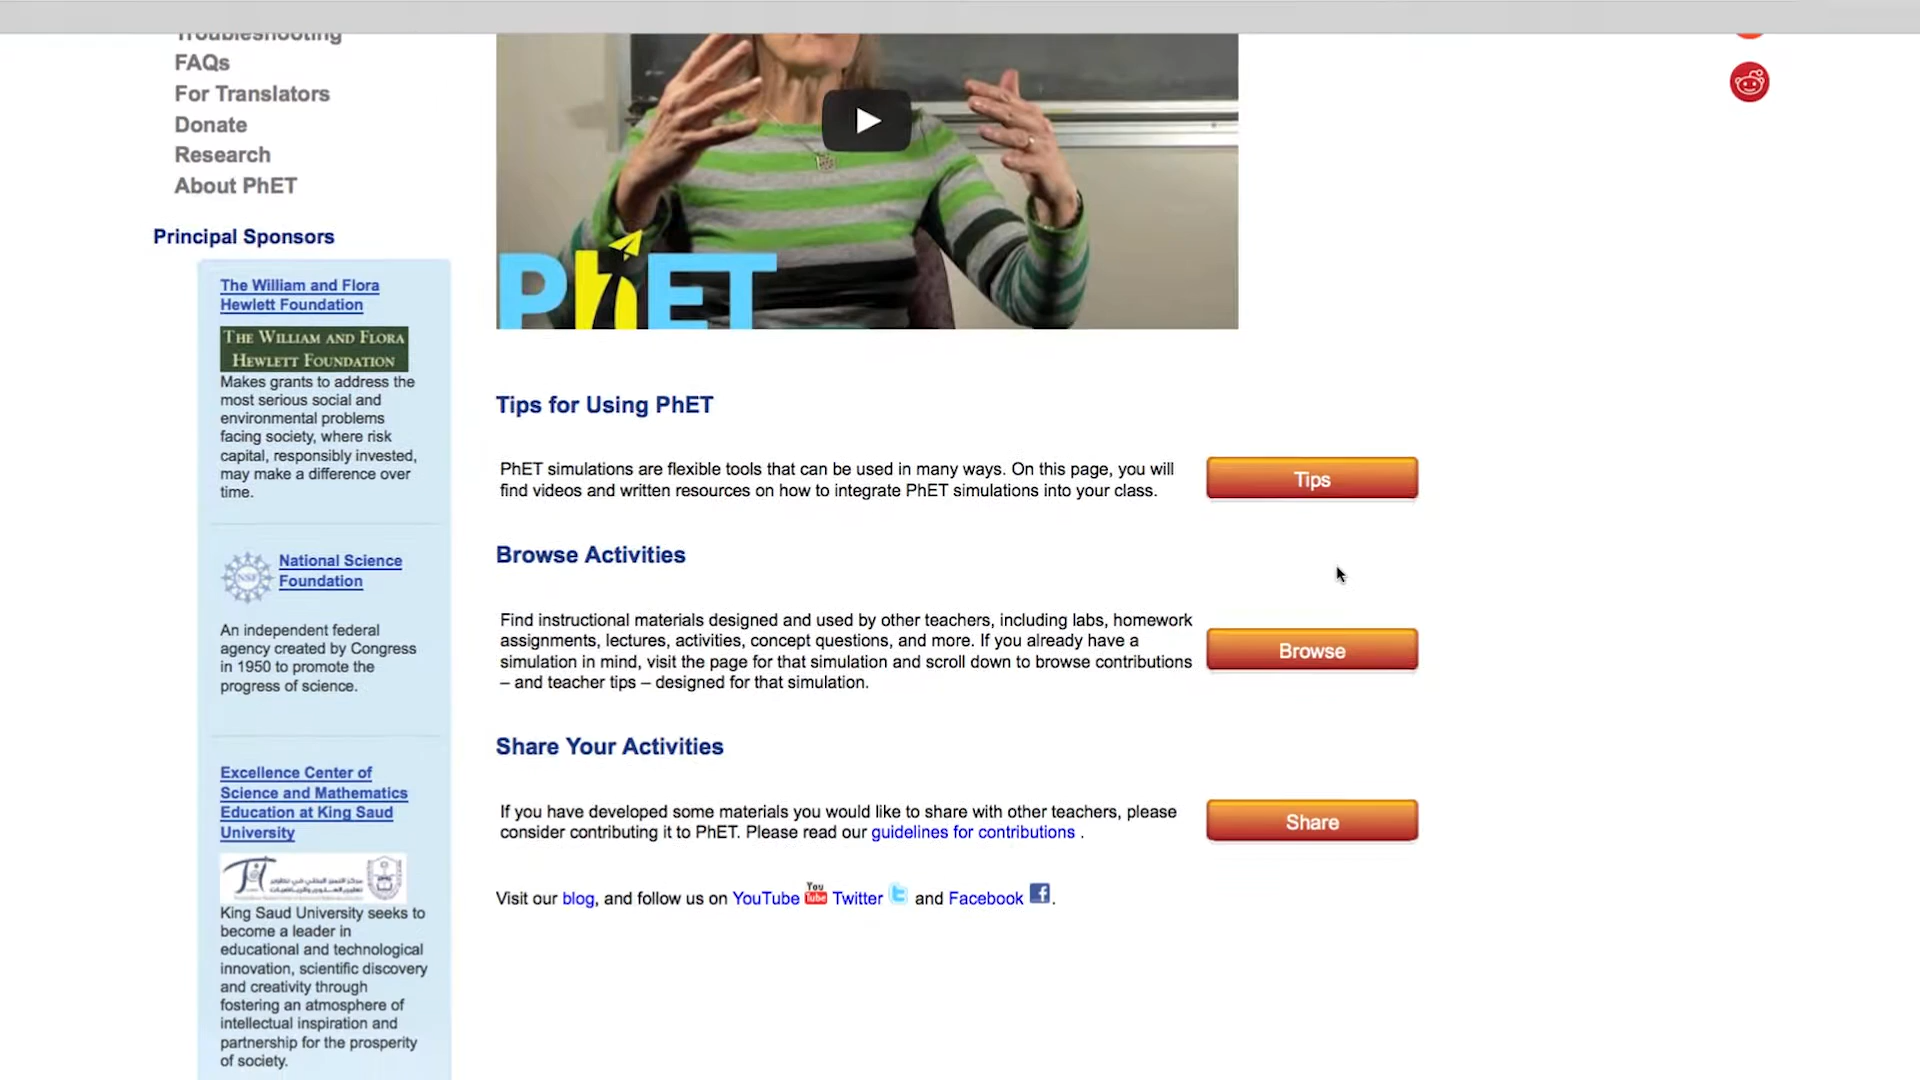 Troubleshooting
FAQs
For Translators
Donate
Research
About PhET
Principal Sponsors
The William and Flora
Hewlett Foundation
THE WILLIAM AND FLORA
HEWLETT FOUNDATION
Makes grants to address the
most serious social and
environmental problems
facing society, where risk
capital, responsibly invested,
may make a difference over
time.
NSF
National Science
Foundation
An independent federal
agency created by Congress
in 1950 to promote the
progress of science.
Excellence Center of
Science and Mathematics
Education at King Saud
University
King Saud University seeks to
become a leader in
educational and technological
innovation, scientific discovery
and creativity through
fostering an atmosphere of
intellectual inspiration and
partnership for the prosperity
of society.
PhET
Tips for Using PhET
PhET simulations are flexible tools that can be used in many ways. On this page, you will
find videos and written resources on how to integrate PhET simulations into your class.
Tips
Browse Activities
Find instructional materials designed and used by other teachers, including labs, homework
assignments, lectures, activities, concept questions, and more. If you already have a
simulation in mind, visit the page for that simulation and scroll down to browse contributions
– and teacher tips – designed for that simulation.
Browse
Share Your Activities
If you have developed some materials you would like to share with other teachers, please
consider contributing it to PhET. Please read our guidelines for contributions .
Share
Visit our blog, and follow us on YouTube You Tube Twitter t and Facebook f.